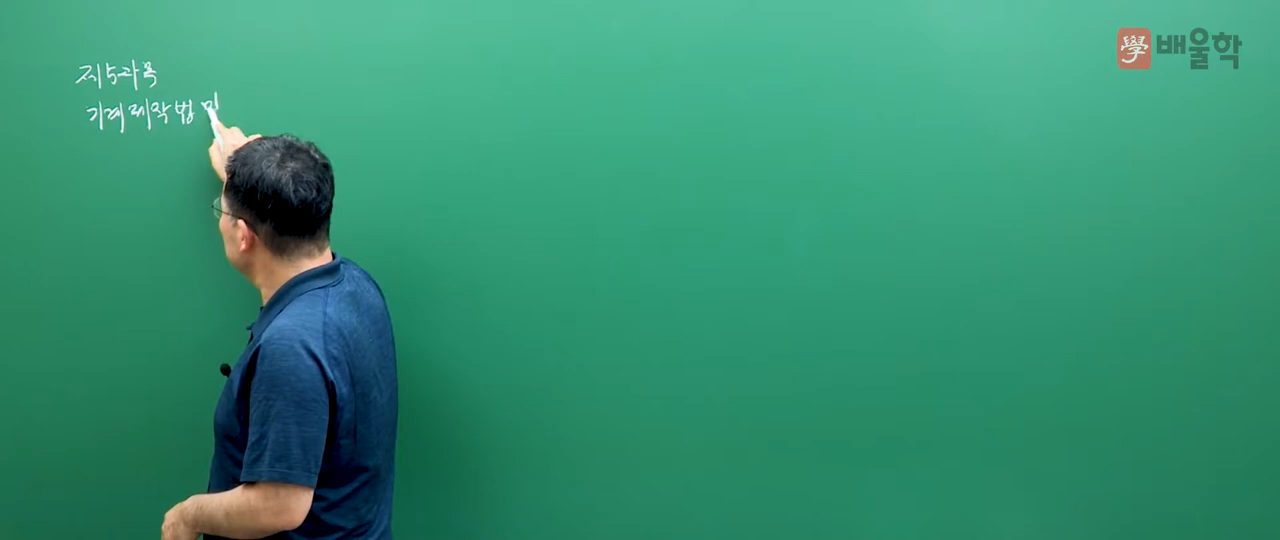 제5과목
기계제작법 및
學 배울학